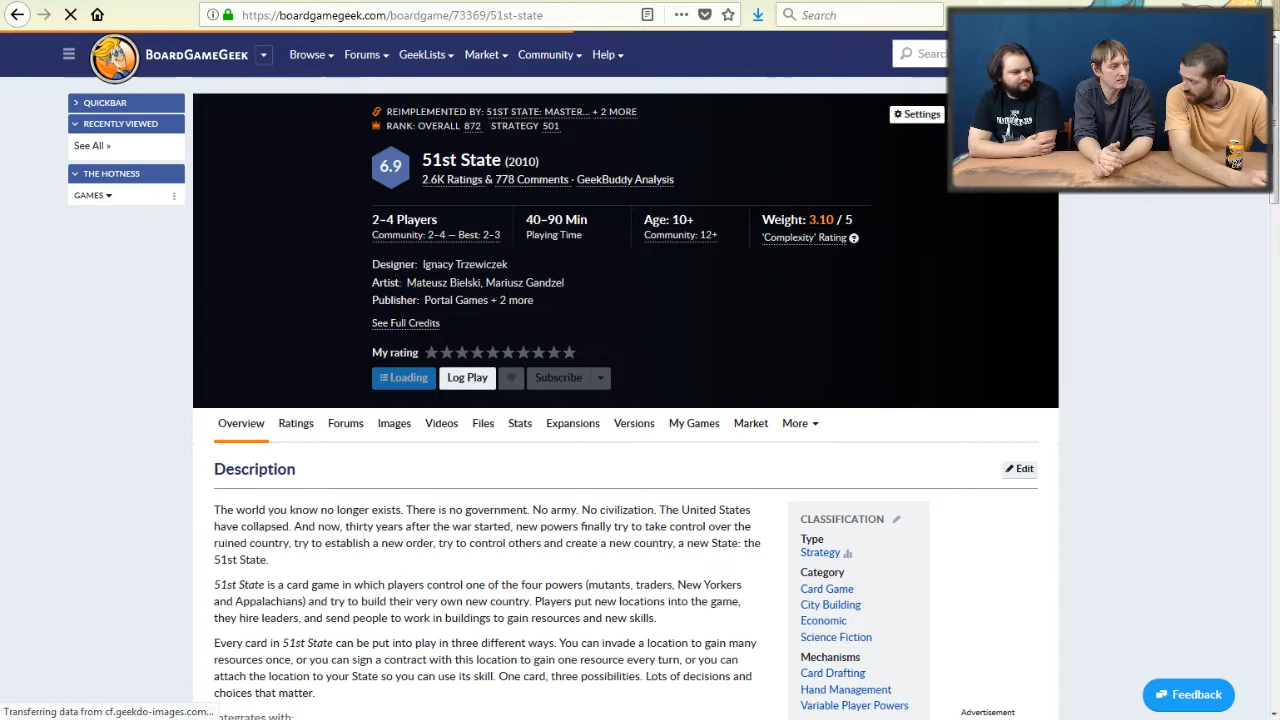 https://boardgamegeek.com/boardgame/73369/51st-state
Search
BOARDGAMEGEEK
Browse
Forums
GeekLists
Market
Community
Help
Search
QUICKBAR
RECENTLY VIEWED
See All »
THE HOTNESS
GAMES
REIMPLEMENTED BY: 51ST STATE: MASTER... + 2 MORE
RANK: OVERALL 872 STRATEGY 501
Settings
6.9
51st State (2010)
2.6K Ratings & 778 Comments · GeekBuddy Analysis
2–4 Players
Community: 2–4 — Best: 2–3
40–90 Min
Playing Time
Age: 10+
Community: 12+
Weight: 3.10 / 5
'Complexity' Rating
Designer: Ignacy Trzewiczek
Artist: Mateusz Bielski, Mariusz Gandzel
Publisher: Portal Games + 2 more
See Full Credits
My rating
Loading
Log Play
Subscribe
Overview
Ratings
Forums
Images
Videos
Files
Stats
Expansions
Versions
My Games
Market
More
Description
Edit
The world you know no longer exists. There is no government. No army. No civilization. The United States
have collapsed. And now, thirty years after the war started, new powers finally try to take control over the
ruined country, try to establish a new order, try to control others and create a new country, a new State: the
51st State.
51st State is a card game in which players control one of the four powers (mutants, traders, New Yorkers
and Appalachians) and try to build their very own new country. Players put new locations into the game,
they hire leaders, and send people to work in buildings to gain resources and new skills.
Every card in 51st State can be put into play in three different ways. You can invade a location to gain many
resources once, or you can sign a contract with this location to gain one resource every turn, or you can
attach the location to your State so you can use its skill. One card, three possibilities. Lots of decisions and
choices that matter.
Integrates with:
CLASSIFICATION
Type
Strategy
Category
Card Game
City Building
Economic
Science Fiction
Mechanisms
Card Drafting
Hand Management
Variable Player Powers
Advertisement
Feedback
Transferring data from cf.geekdo-images.com...